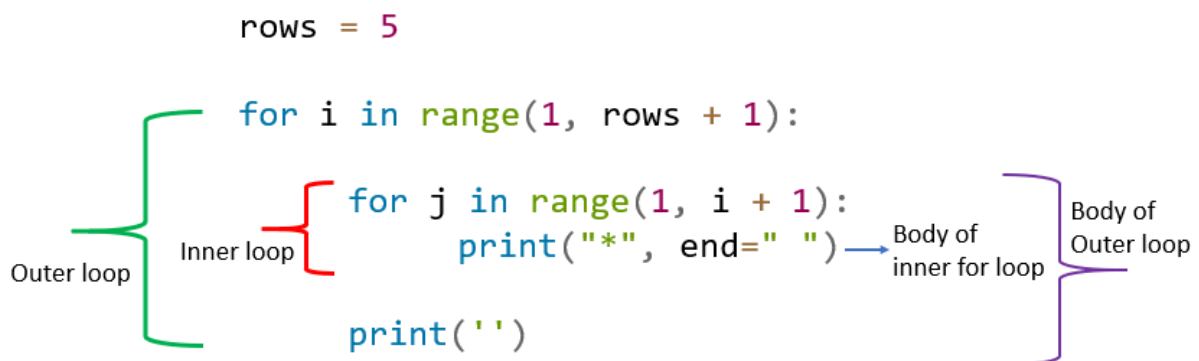 rows = 5
for i in range(1, rows + 1):
for j in range(1, i + 1):
print("*", end=" ")
print('')
Outer loop
Inner loop
Body of
inner for loop
Body of
Outer loop